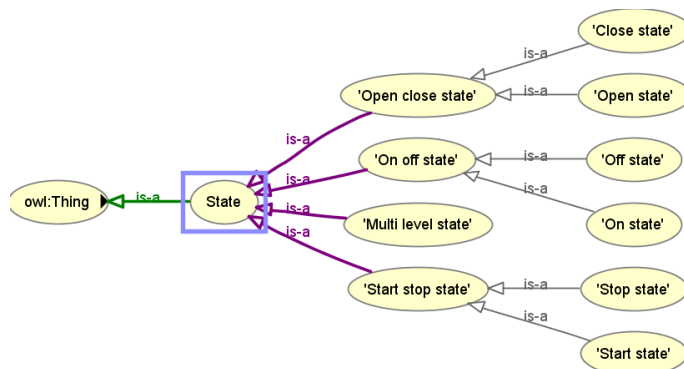 'Close state'
is-a
'Open close state'
is-a
'Open state'
is-a
'On off state'
is-a
'Off state'
is-a
owl:Thing
is-a
State
is-a
is-a
'Multi level state'
is-a
'On state'
is-a
'Start stop state'
is-a
'Stop state'
is-a
'Start state'